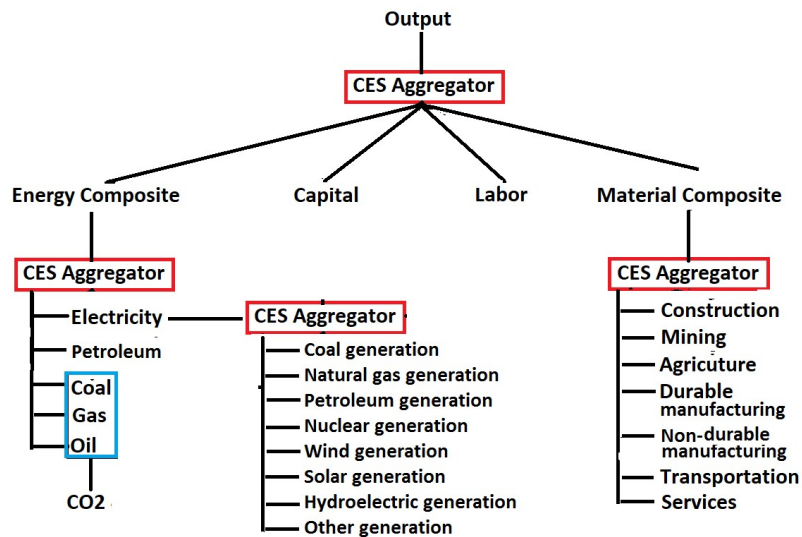 Output
CES Aggregator
Energy Composite
Capital
Labor
Material Composite
CES Aggregator
Electricity
Petroleum
Coal
Gas
Oil
CO2
CES Aggregator
Coal generation
Natural gas generation
Petroleum generation
Nuclear generation
Wind generation
Solar generation
Hydroelectric generation
Other generation
CES Aggregator
Construction
Mining
Agricuture
Durable
manufacturing
Non-durable
manufacturing
Transportation
Services